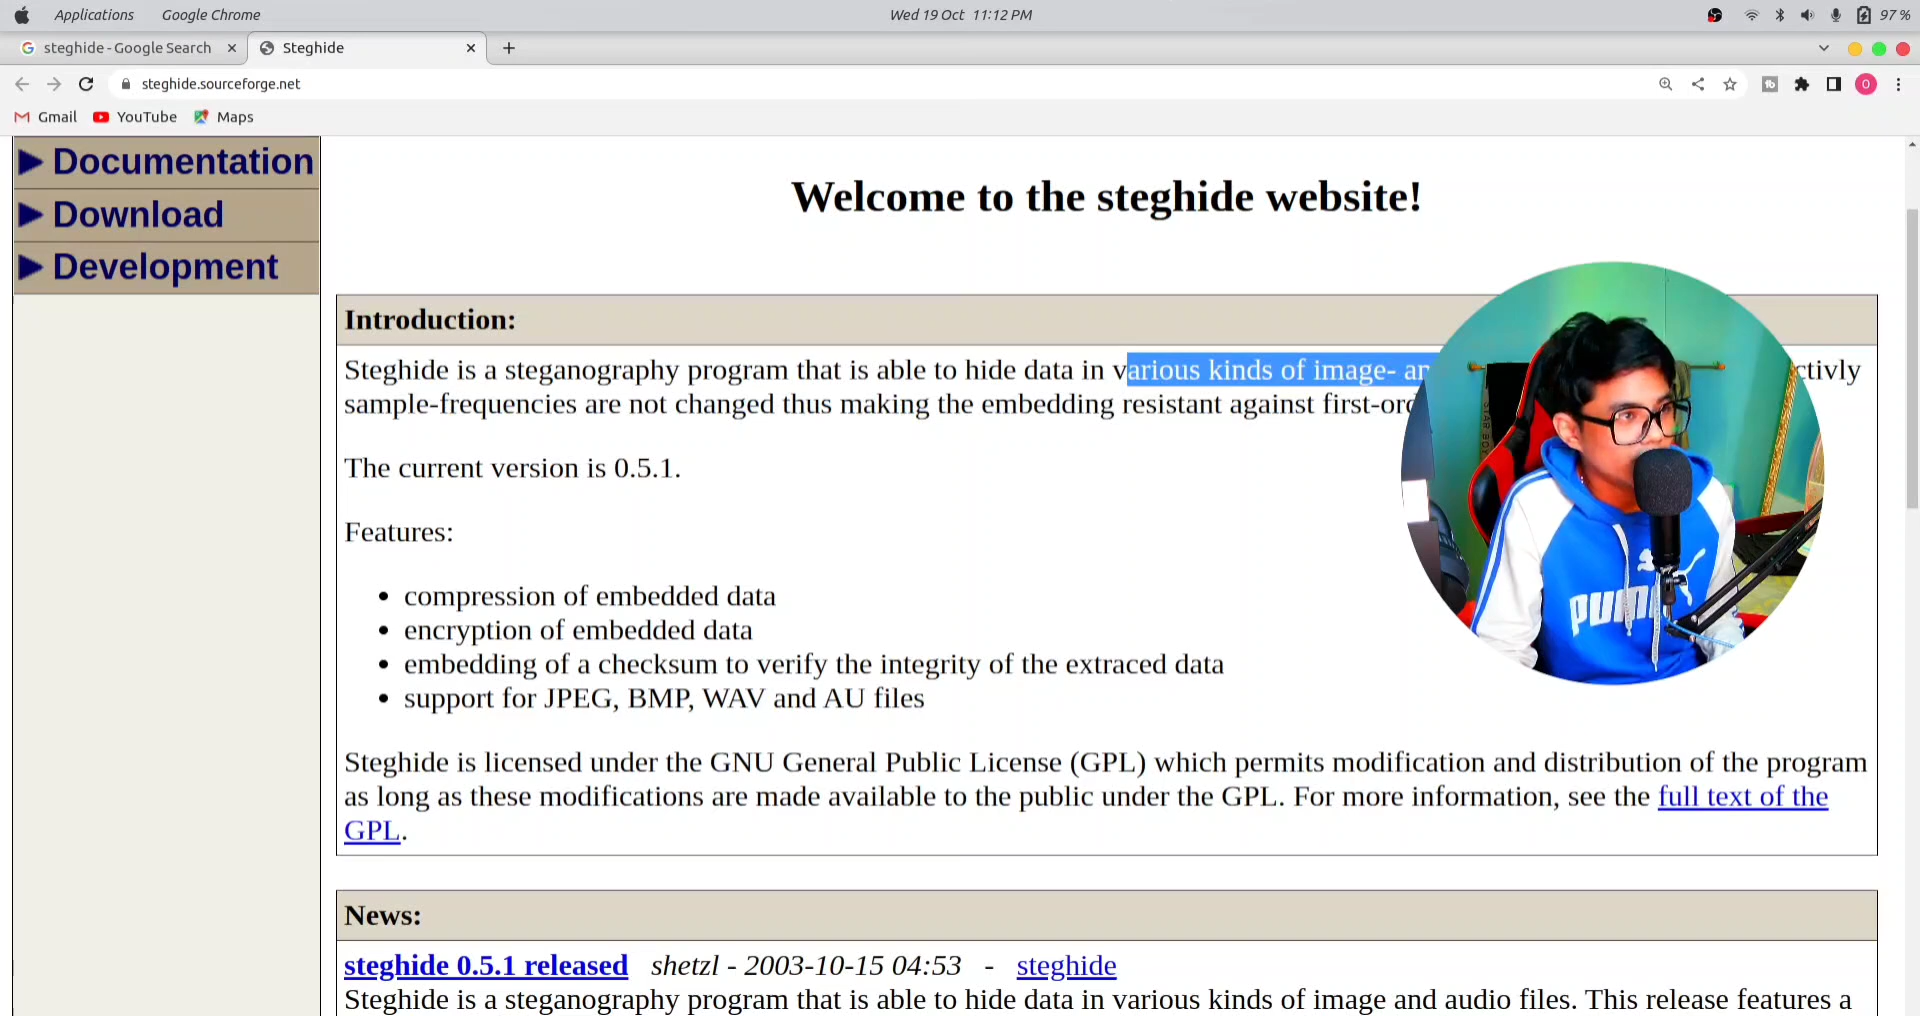 Applications Google Chrome Wed 19 Oct 11:12 PM 97 %
steghide - Google Search Steghide
steghide.sourceforge.net
Gmail YouTube Maps
Documentation
Download
Development
Welcome to the steghide website!
Introduction:
Steghide is a steganography program that is able to hide data in various kinds of image- an ctivly
sample-frequencies are not changed thus making the embedding resistant against first-ord
The current version is 0.5.1.
Features:
compression of embedded data
encryption of embedded data
embedding of a checksum to verify the integrity of the extraced data
support for JPEG, BMP, WAV and AU files
Steghide is licensed under the GNU General Public License (GPL) which permits modification and distribution of the program
as long as these modifications are made available to the public under the GPL. For more information, see the full text of the
GPL.
News:
steghide 0.5.1 released shetzl - 2003-10-15 04:53 - steghide
Steghide is a steganography program that is able to hide data in various kinds of image and audio files. This release features a